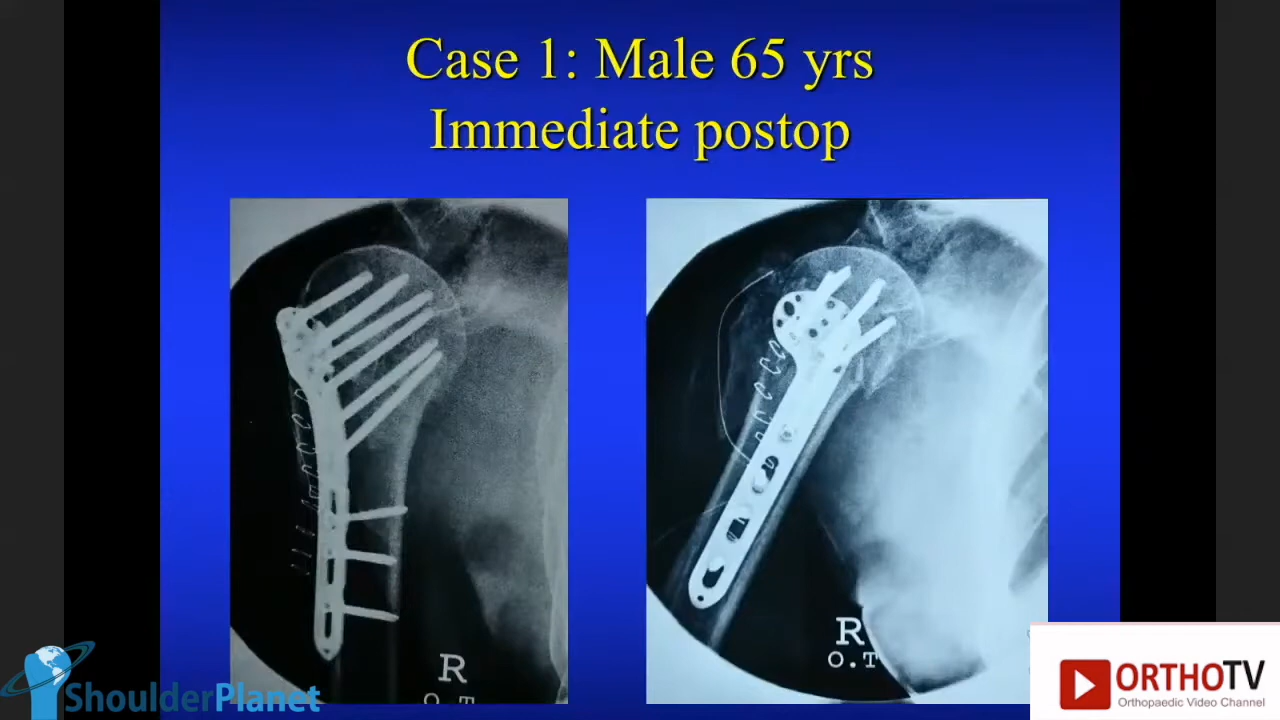 Case 1: Male 65 yrs
Immediate postop
R
O.T
R
O.T
ShoulderPlanet
ORTHOTV
Orthopaedic Video Channel